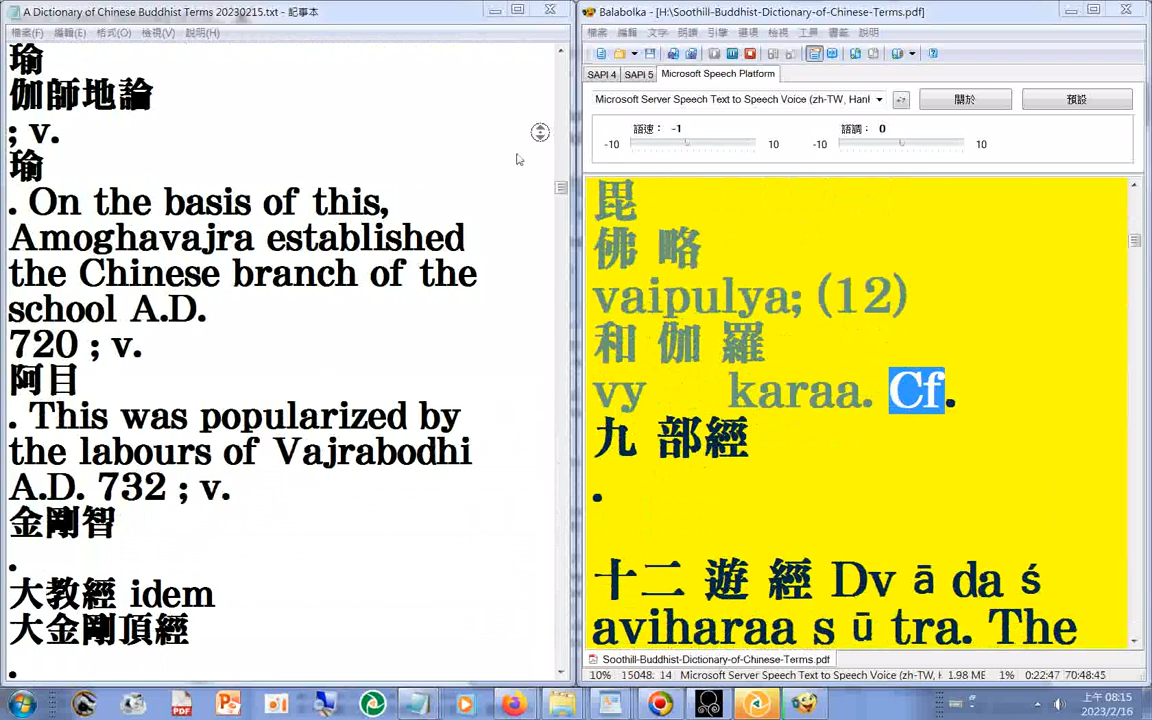 A Dictionary of Chinese Buddhist Terms 20230215.txt - 記事本
檔案(F) 編輯(E) 格式(O) 檢視(V) 說明(H)
瑜
伽師地論
; v.
瑜
. On the basis of this,
Amoghavajra established
the Chinese branch of the
school A.D.
720 ; v.
阿目
. This was popularized by
the labours of Vajrabodhi
A.D. 732 ; v.
金剛智
.
大教經 idem
大金剛頂經
.
Balabolka - [H:\Soothill-Buddhist-Dictionary-of-Chinese-Terms.pdf]
檔案 編輯 文字 朗讀 引擎 選項 檢視 工具 書籤 說明
SAPI 4 SAPI 5 Microsoft Speech Platform
Microsoft Server Speech Text to Speech Voice (zh-TW, Hanl
關於 預設
語速： -1 語調： 0
-10 10 -10 10
毘
佛 略
vaipulya; (12)
和 伽 羅
vy karaa. Cf.
九 部經
.
十二 遊 經 Dv ā da ś
aviharaa s ū tra. The
Soothill-Buddhist-Dictionary-of-Chinese-Terms.pdf
10% 15048: 14 Microsoft Speech Platform: Microsoft Server Speech Text to Speech Voice (zh-TW, H 1.98 MB 1% 0:22:47 70:48:45
上午 08:15
2023/2/16